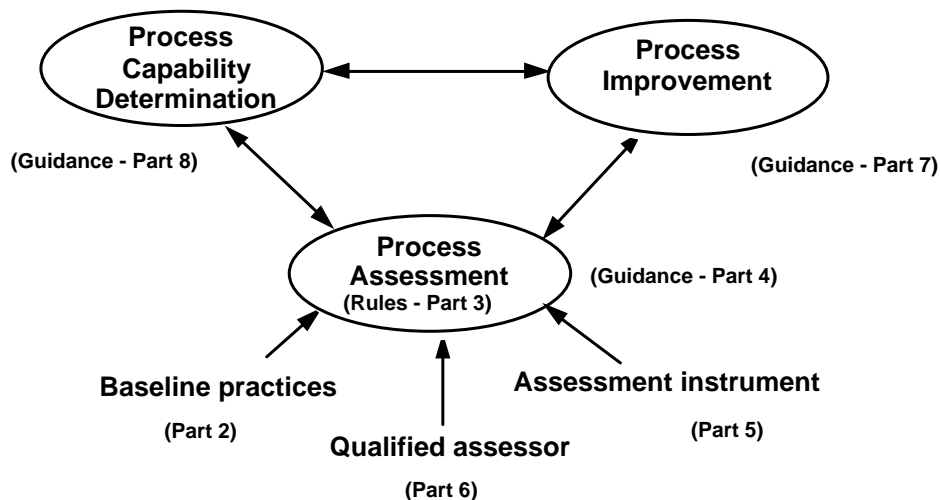 Process
Capability
Determination
Process
Improvement
(Guidance - Part 8)
(Guidance - Part 7)
Process
Assessment
(Rules - Part 3)
(Guidance - Part 4)
Baseline practices
(Part 2)
Assessment instrument
(Part 5)
Qualified assessor
(Part 6)